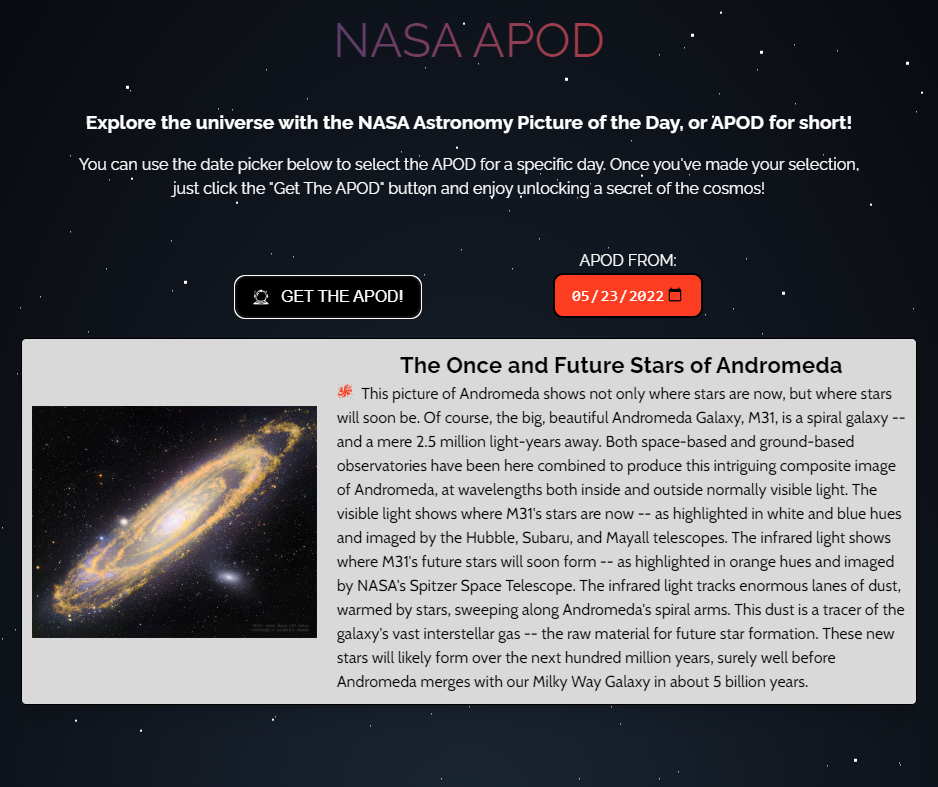 NASA APOD
Explore the universe with the NASA Astronomy Picture of the Day, or APOD for short!
You can use the date picker below to select the APOD for a specific day. Once you've made your selection,
just click the "Get The APOD" button and enjoy unlocking a secret of the cosmos!
APOD FROM:
GET THE APOD!
05/23/2022
The Once and Future Stars of Andromeda
This picture of Andromeda shows not only where stars are now, but where stars
will soon be. Of course, the big, beautiful Andromeda Galaxy, M31, is a spiral galaxy --
and a mere 2.5 million light-years away. Both space-based and ground-based
observatories have been here combined to produce this intriguing composite image
of Andromeda, at wavelengths both inside and outside normally visible light. The
visible light shows where M31's stars are now -- as highlighted in white and blue hues
and imaged by the Hubble, Subaru, and Mayall telescopes. The infrared light shows
where M31's future stars will soon form -- as highlighted in orange hues and imaged
by NASA's Spitzer Space Telescope. The infrared light tracks enormous lanes of dust,
warmed by stars, sweeping along Andromeda's spiral arms. This dust is a tracer of the
galaxy's vast interstellar gas -- the raw material for future star formation. These new
stars will likely form over the next hundred million years, surely well before
Andromeda merges with our Milky Way Galaxy in about 5 billion years.